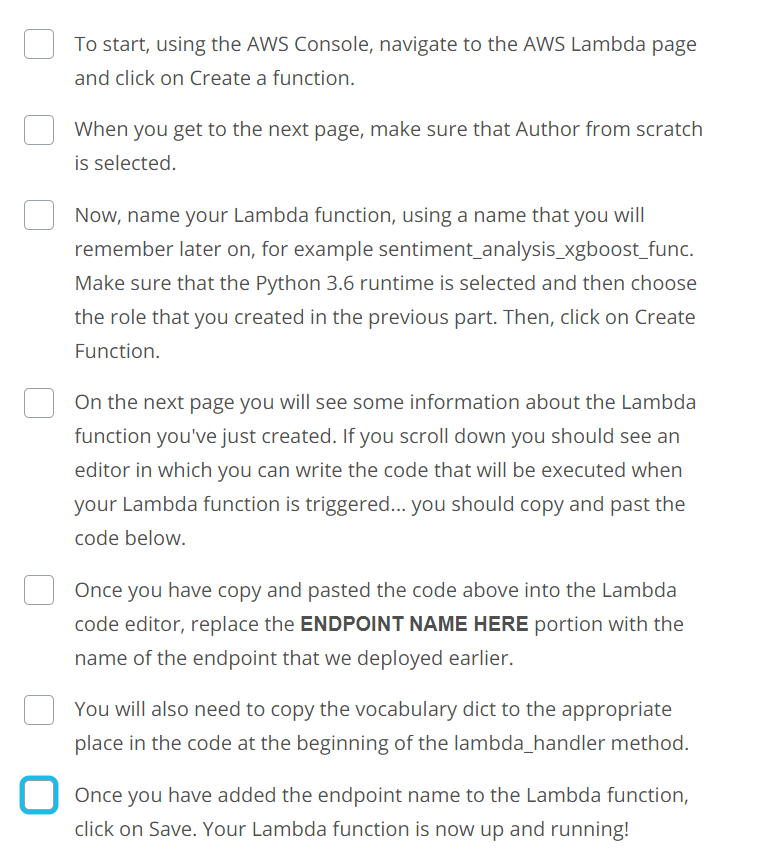 To start, using the AWS Console, navigate to the AWS Lambda page
and click on Create a function.
When you get to the next page, make sure that Author from scratch
is selected.
Now, name your Lambda function, using a name that you will
remember later on, for example sentiment_analysis_xgboost_func.
Make sure that the Python 3.6 runtime is selected and then choose
the role that you created in the previous part. Then, click on Create
Function.
On the next page you will see some information about the Lambda
function you've just created. If you scroll down you should see an
editor in which you can write the code that will be executed when
your Lambda function is triggered... you should copy and past the
code below.
Once you have copy and pasted the code above into the Lambda
code editor, replace the ENDPOINT NAME HERE portion with the
name of the endpoint that we deployed earlier.
You will also need to copy the vocabulary dict to the appropriate
place in the code at the beginning of the lambda_handler method.
Once you have added the endpoint name to the Lambda function,
click on Save. Your Lambda function is now up and running!